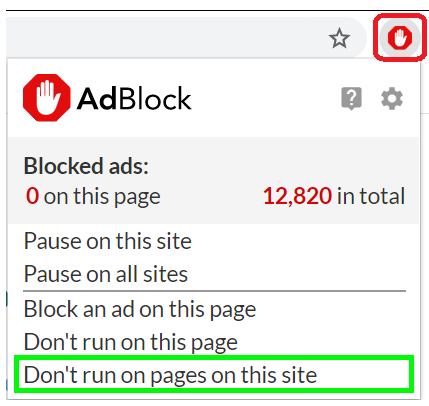 AdBlock
Blocked ads:
0 on this page 12,820 in total
Pause on this site
Pause on all sites
Block an ad on this page
Don't run on this page
Don't run on pages on this site